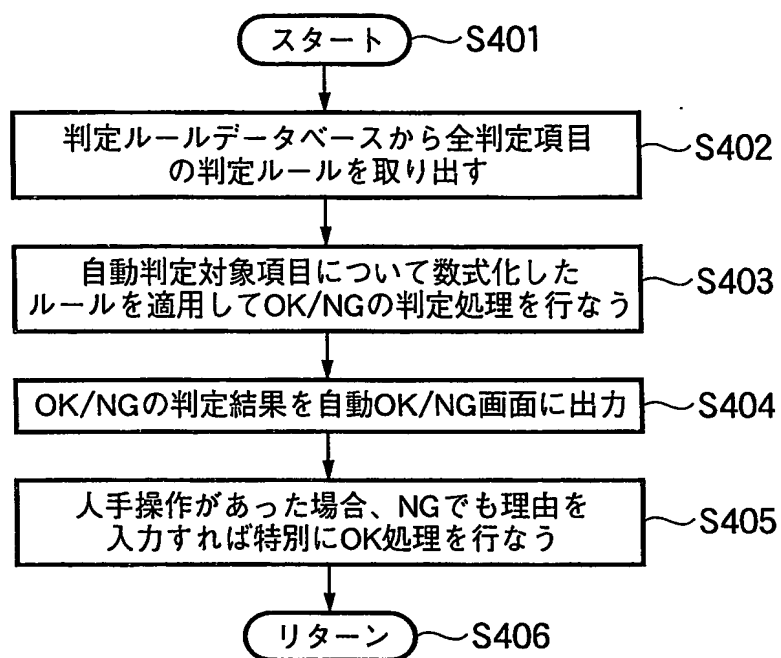 スタート
S401
判定ルールデータベースから全判定項目
の判定ルールを取り出す
S402
自動判定対象項目について数式化した
ルールを適用してOK/NGの判定処理を行なう
S403
OK/NGの判定結果を自動OK/NG画面に出力
S404
人手操作があった場合、NGでも理由を
入力すれば特別にOK処理を行なう
S405
リターン
S406